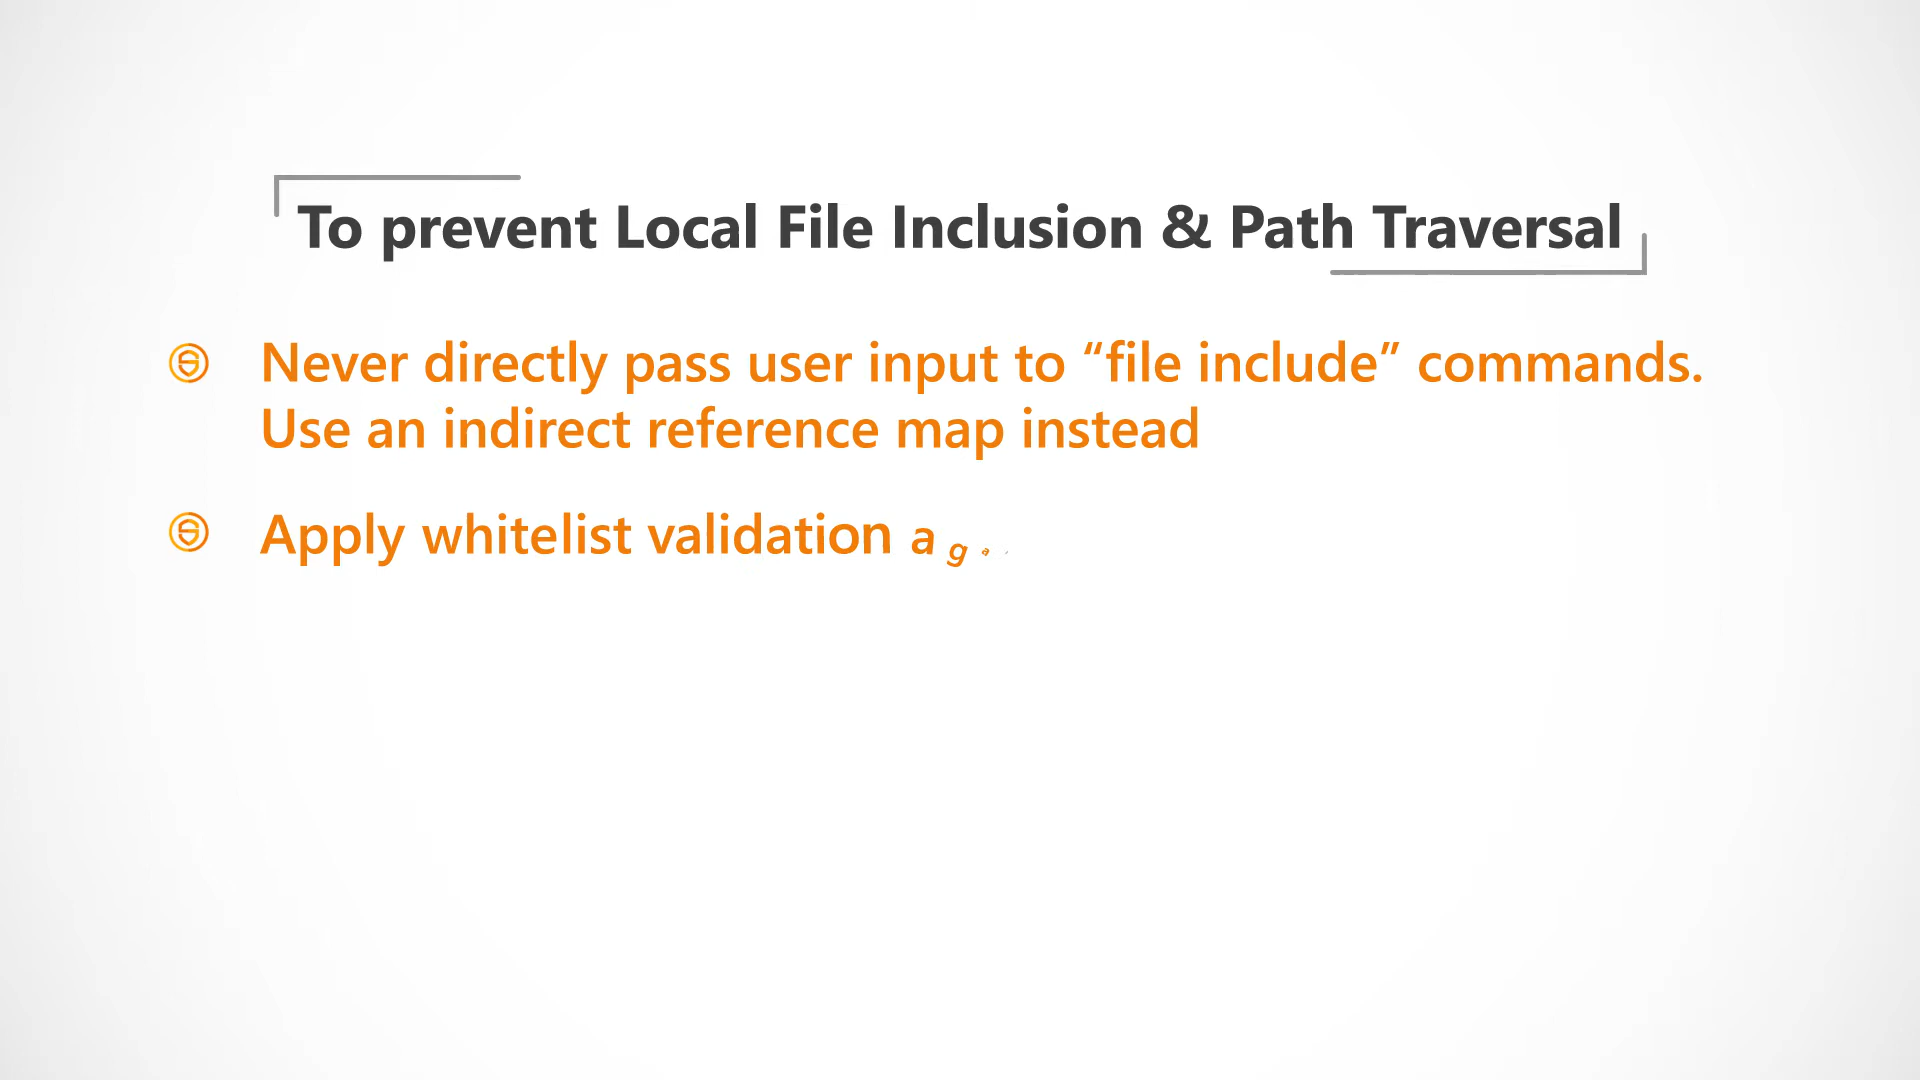 To prevent Local File Inclusion & Path Traversal
Never directly pass user input to “file include” commands.
Use an indirect reference map instead
Apply whitelist validation